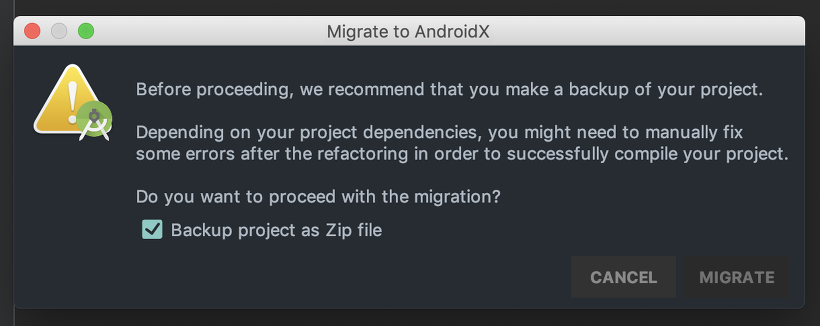 Migrate to AndroidX
Before proceeding, we recommend that you make a backup of your project.
Depending on your project dependencies, you might need to manually fix
some errors after the refactoring in order to successfully compile your project.
Do you want to proceed with the migration?
Backup project as Zip file
CANCEL MIGRATE